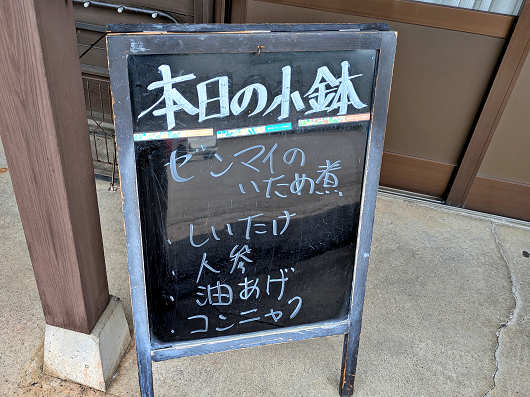 本日の小鉢
ゼンマイの
いため煮
・しいたけ
・人参
・油あげ
・コンニャク